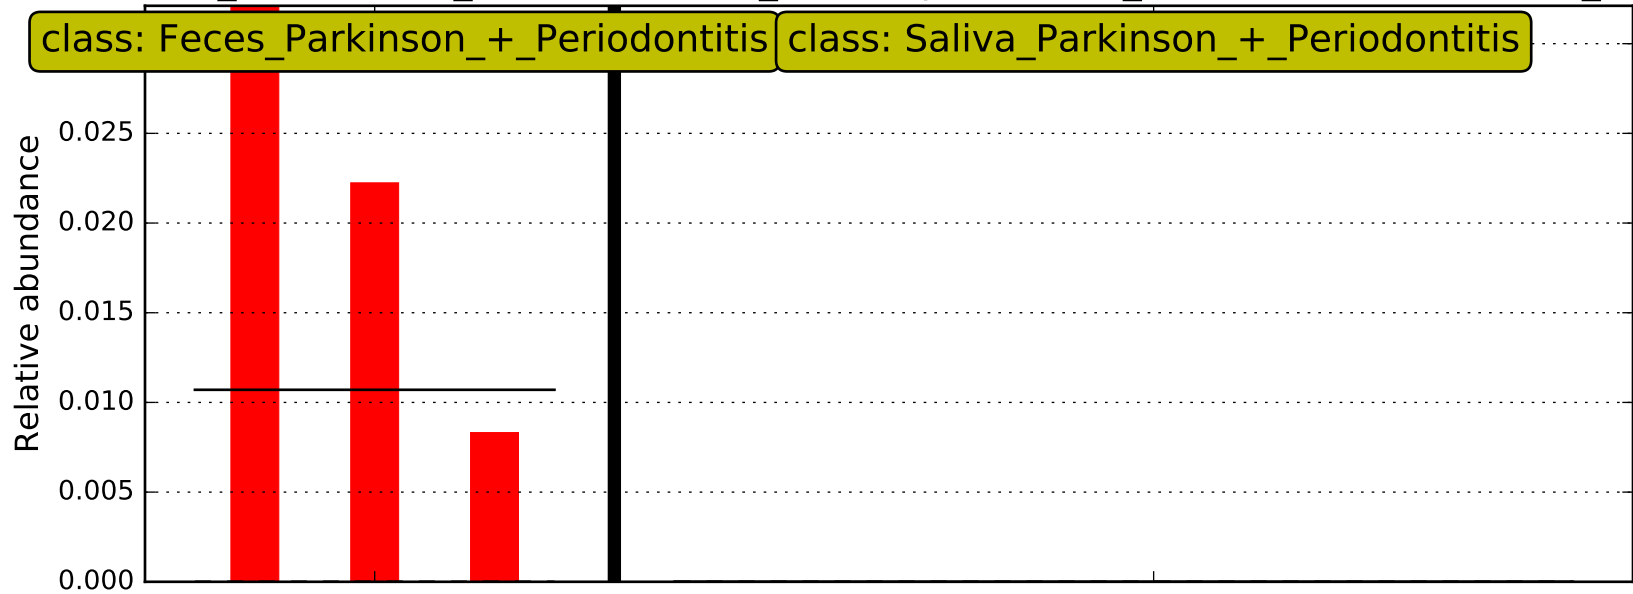 class: Feces_Parkinson_+_Periodontitis
class: Saliva_Parkinson_+_Periodontitis
Relative abundance
0.025
0.020
0.015
0.010
0.005
0.000